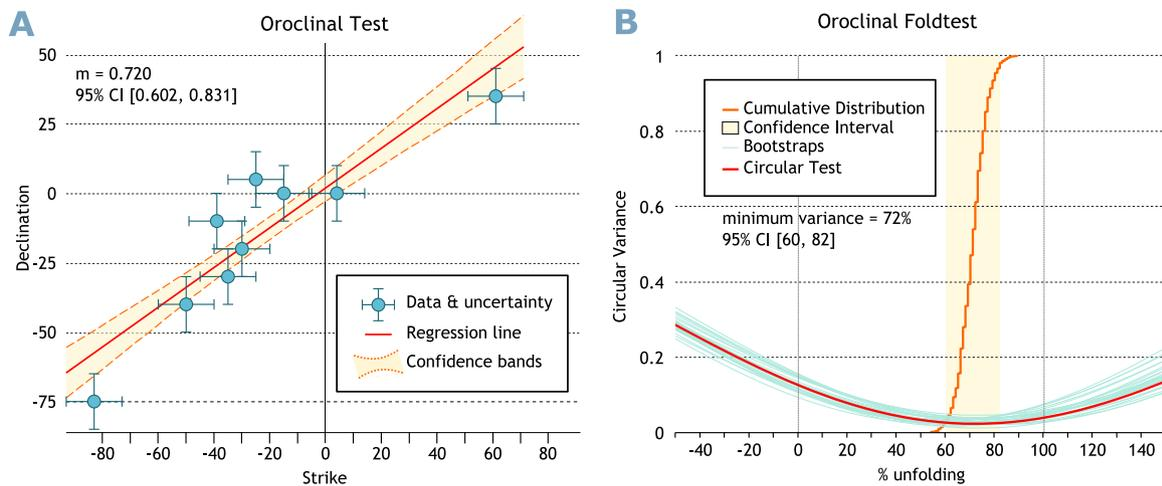 A
Oroclinal Test
m = 0.720
95% CI [0.602, 0.831]
50
25
0
-25
-50
-75
Declination
Data & uncertainty
Regression line
Confidence bands
-80
-60
-40
-20
0
20
40
60
80
Strike
B
Oroclinal Foldtest
1
0.8
0.6
0.4
0.2
0
Circular Variance
Cumulative Distribution
Confidence Interval
Bootstraps
Circular Test
minimum variance = 72%
95% CI [60, 82]
-40
-20
0
20
40
60
80
100
120
140
% unfolding